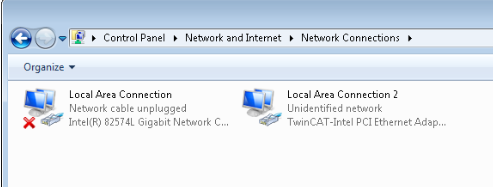 Control Panel ▸ Network and Internet ▸ Network Connections ▸
Organize ▾
Local Area Connection
Network cable unplugged
Intel(R) 82574L Gigabit Network C...
Local Area Connection 2
Unidentified network
TwinCAT-Intel PCI Ethernet Adap...